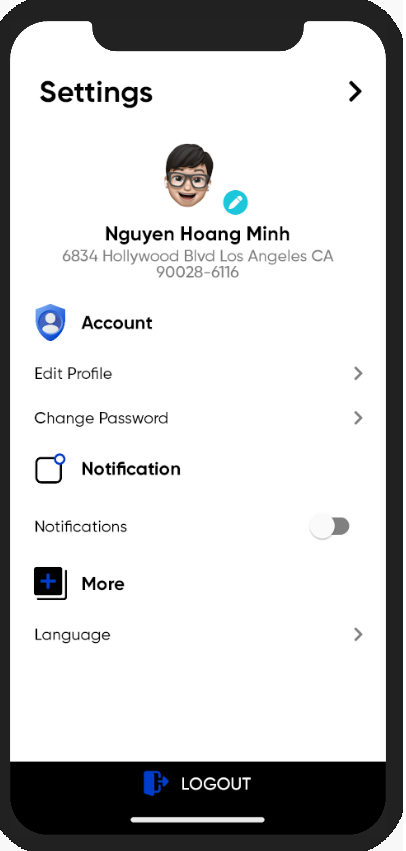 Settings
Nguyen Hoang Minh
6834 Hollywood Blvd Los Angeles CA
90028-6116
Account
Edit Profile
Change Password
Notification
Notifications
More
Language
LOGOUT